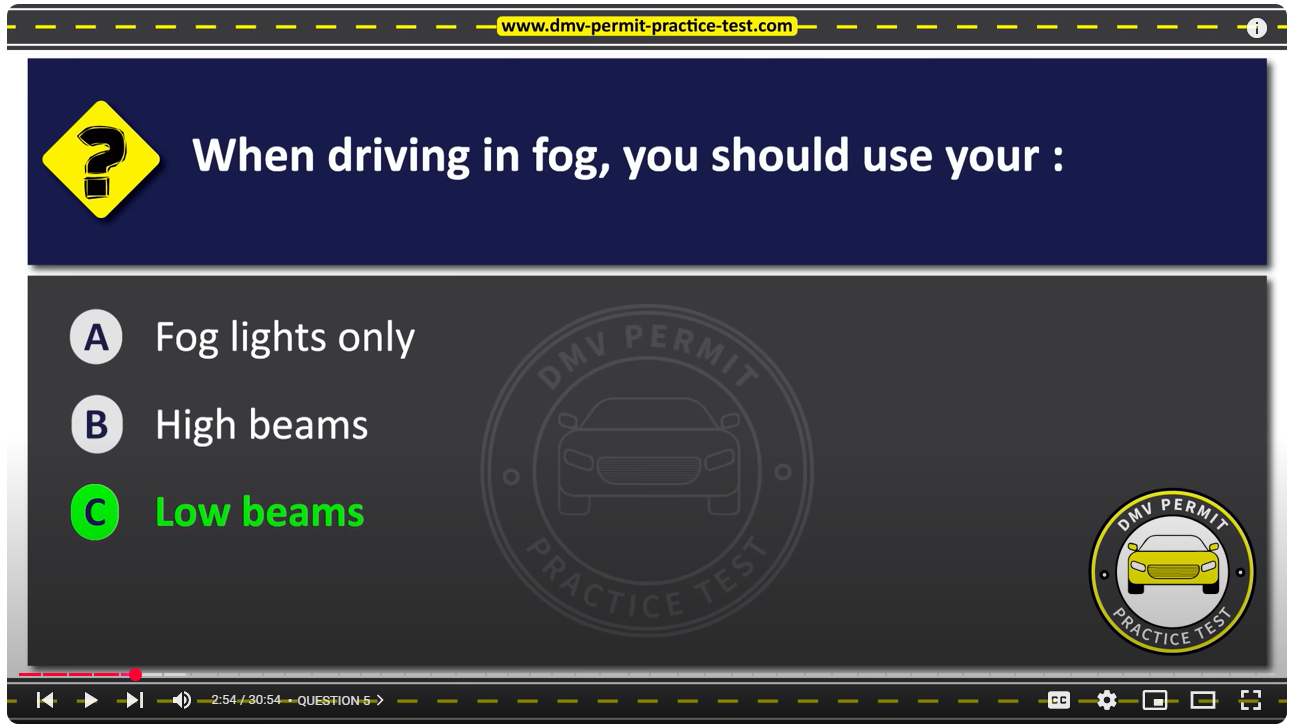 www.dmv-permit-practice-test.com
i
?
When driving in fog, you should use your :
A Fog lights only
B High beams
C Low beams
DMV PERMIT
PRACTICE TEST
DMV PERMIT
PRACTICE TEST
2:54 / 30:54 • QUESTION 5 >
CC